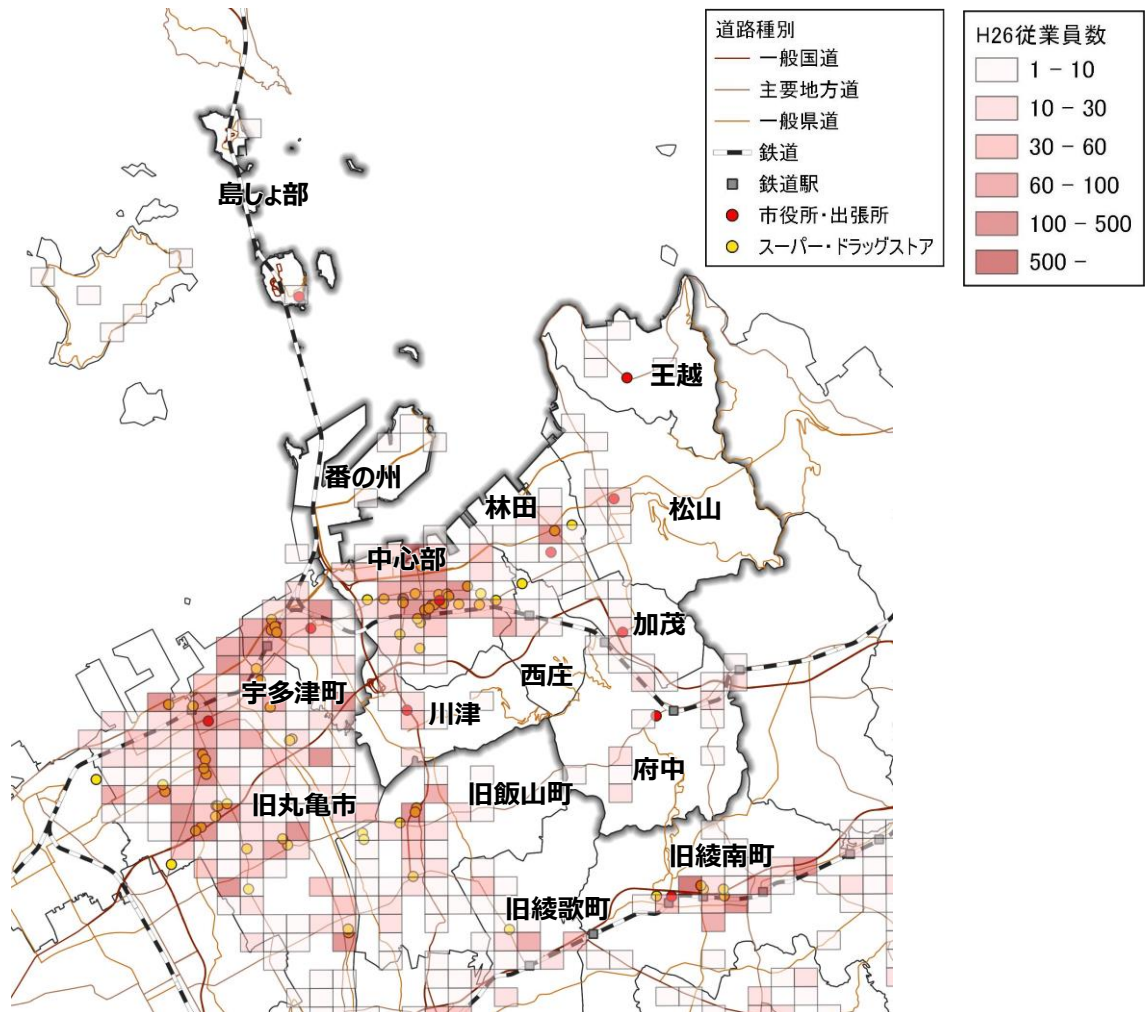 道路種別
一般国道
主要地方道
一般県道
鉄道
鉄道駅
市役所・出張所
スーパー・ドラッグストア
H26従業員数
1 - 10
10 - 30
30 - 60
60 - 100
100 - 500
500 -
島しょ部
王越
番の州
林田
松山
中心部
加茂
西庄
宇多津町
川津
府中
旧飯山町
旧丸亀市
旧綾南町
旧綾歌町